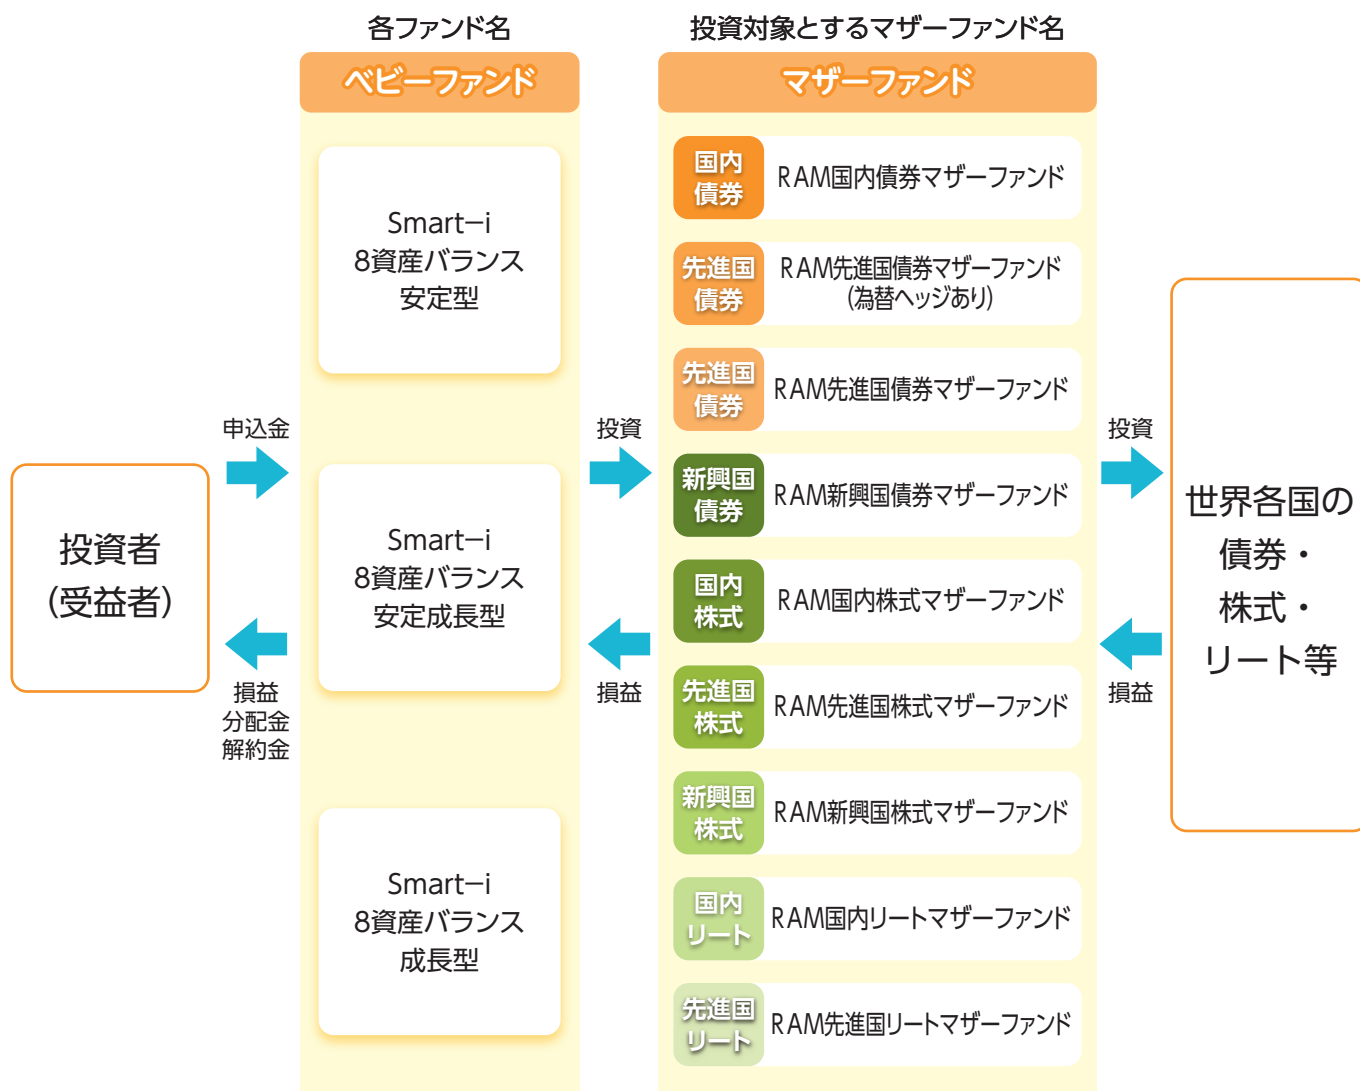 各ファンド名
ベビーファンド
Smart-i
8資産バランス
安定型
Smart-i
8資産バランス
安定成長型
Smart-i
8資産バランス
成長型
投資対象とするマザーファンド名
マザーファンド
国内
債券
RAM国内債券マザーファンド
先進国
債券
RAM先進国債券マザーファンド
(為替ヘッジあり)
先進国
債券
RAM先進国債券マザーファンド
新興国
債券
RAM新興国債券マザーファンド
国内
株式
RAM国内株式マザーファンド
先進国
株式
RAM先進国株式マザーファンド
新興国
株式
RAM新興国株式マザーファンド
国内
リート
RAM国内リートマザーファンド
先進国
リート
RAM先進国リートマザーファンド
投資者
(受益者)
申込金
損益
分配金
解約金
投資
損益
投資
損益
世界各国の
債券・
株式・
リート等